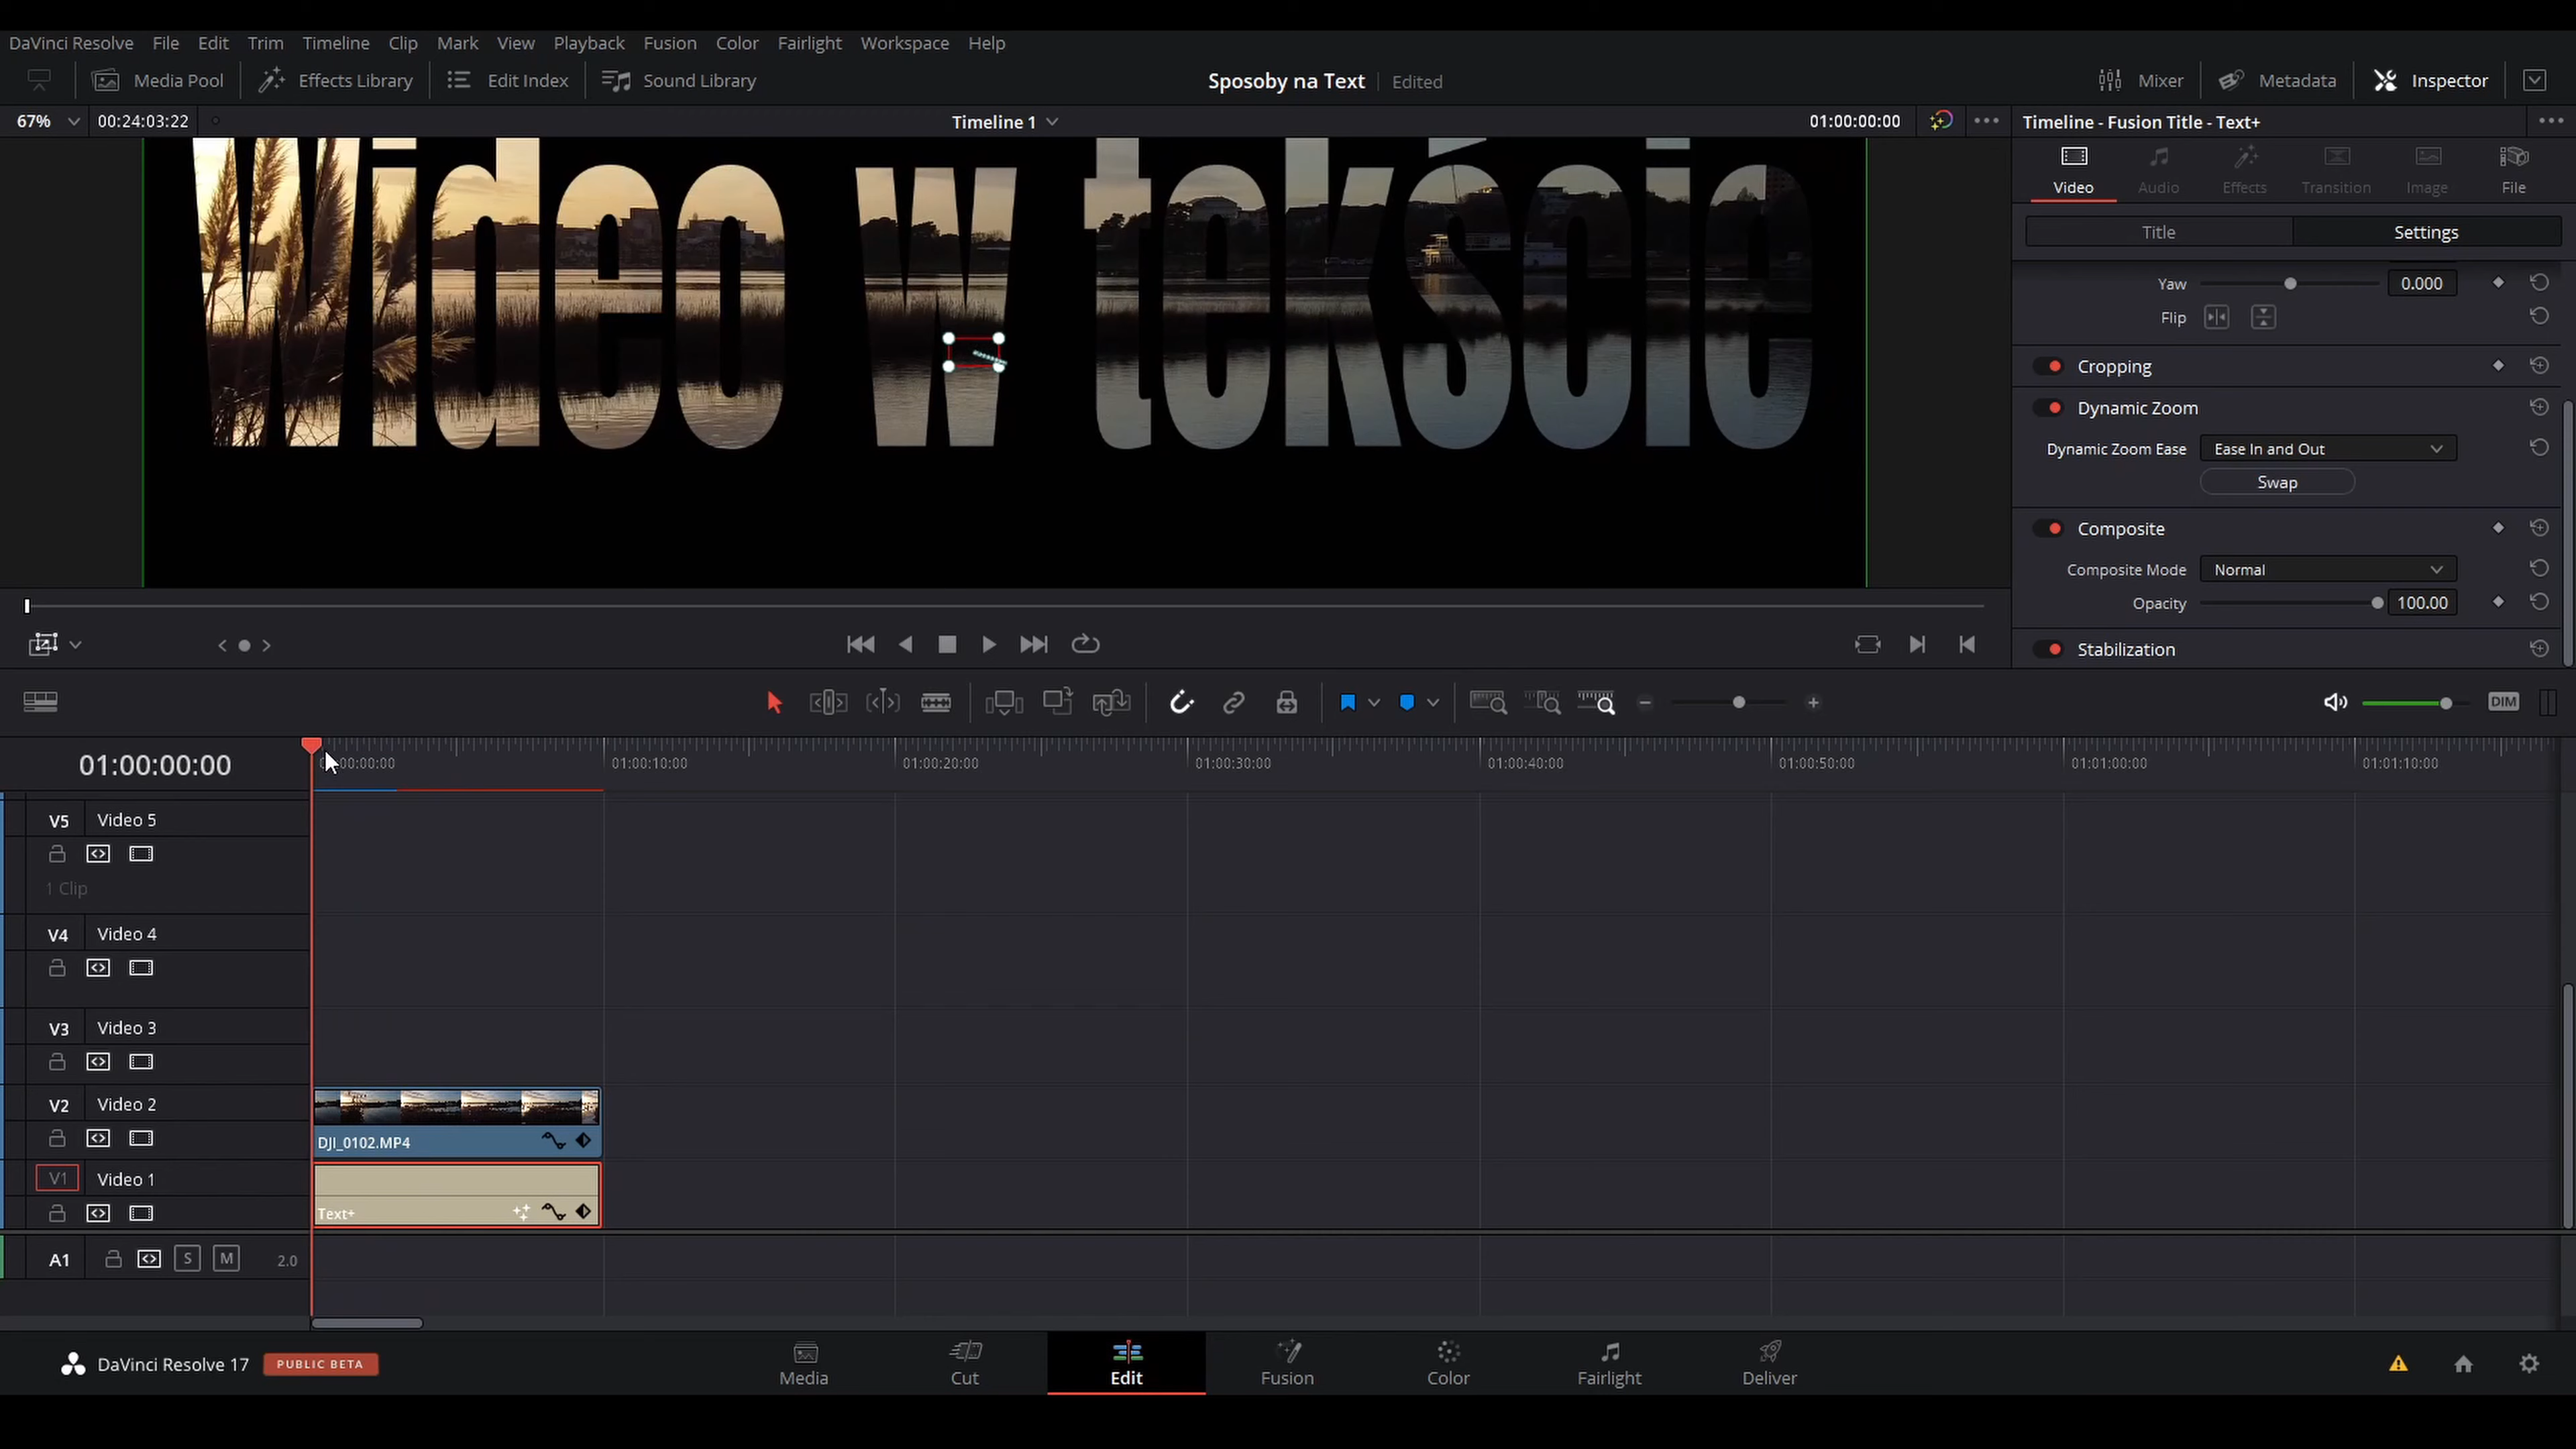 DaVinci Resolve File Edit Trim Timeline Clip Mark View Playback Fusion Color Fairlight Workspace Help
Media Pool Effects Library Edit Index Sound Library Sposoby na Text Edited Mixer Metadata Inspector
67% 00:24:03:22 Timeline 1 01:00:00:00 Timeline - Fusion Title - Text+
Video Audio Effects Transition Image File
Title Settings
Wideo w tekście
Yaw 0.000
Flip
Cropping
Dynamic Zoom
Dynamic Zoom Ease Ease In and Out
Swap
Composite
Composite Mode Normal
Opacity 100.00
Stabilization
DIM
01:00:00:00 01:00:10:00 01:00:20:00 01:00:30:00 01:00:40:00 01:00:50:00 01:01:00:00 01:01:10:00
V5 Video 5
1 Clip
V4 Video 4
V3 Video 3
V2 Video 2
DJI_0102.MP4
V1 Video 1
Text+
A1 S M 2.0
DaVinci Resolve 17 PUBLIC BETA
Media Cut Edit Fusion Color Fairlight Deliver